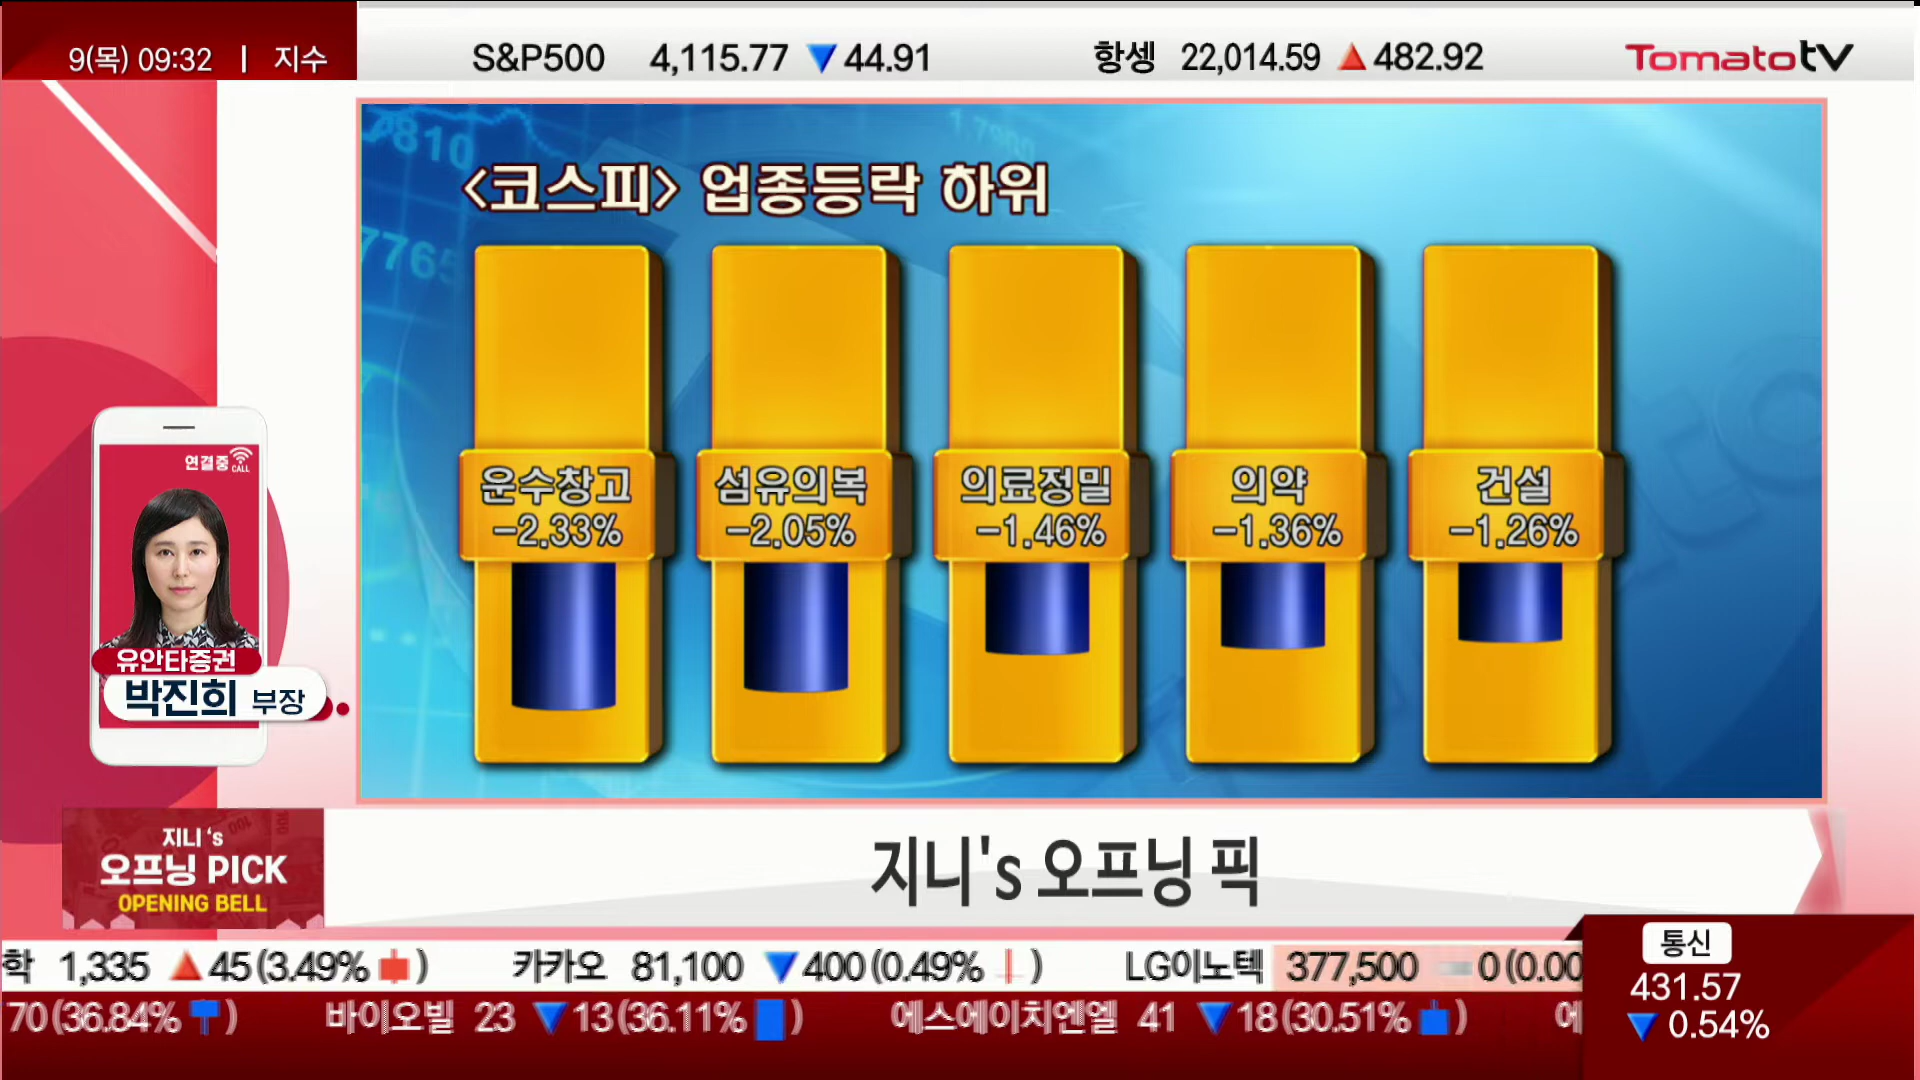 9(목) 09:32 | 지수
S&P500 4,115.77 ▼44.91 항셍 22,014.59 ▲482.92
Tomatotv
<코스피> 업종등락 하위
운수창고 섬유의복 의료정밀 의약 건설
-2.33% -2.05% -1.46% -1.36% -1.26%
연결중 CALL
유안타증권
박진희 부장
지니 's
오프닝 PICK
OPENING BELL
지니's 오프닝 픽
학 1,335 ▲45(3.49% ) 카카오 81,100 ▼400(0.49% ) LG이노텍 377,500 0(0.00
70(36.84% ) 바이오빌 23 ▼13(36.11% ) 에스에이치엔엘 41 ▼18(30.51% ) 에
통신
431.57
▼ 0.54%